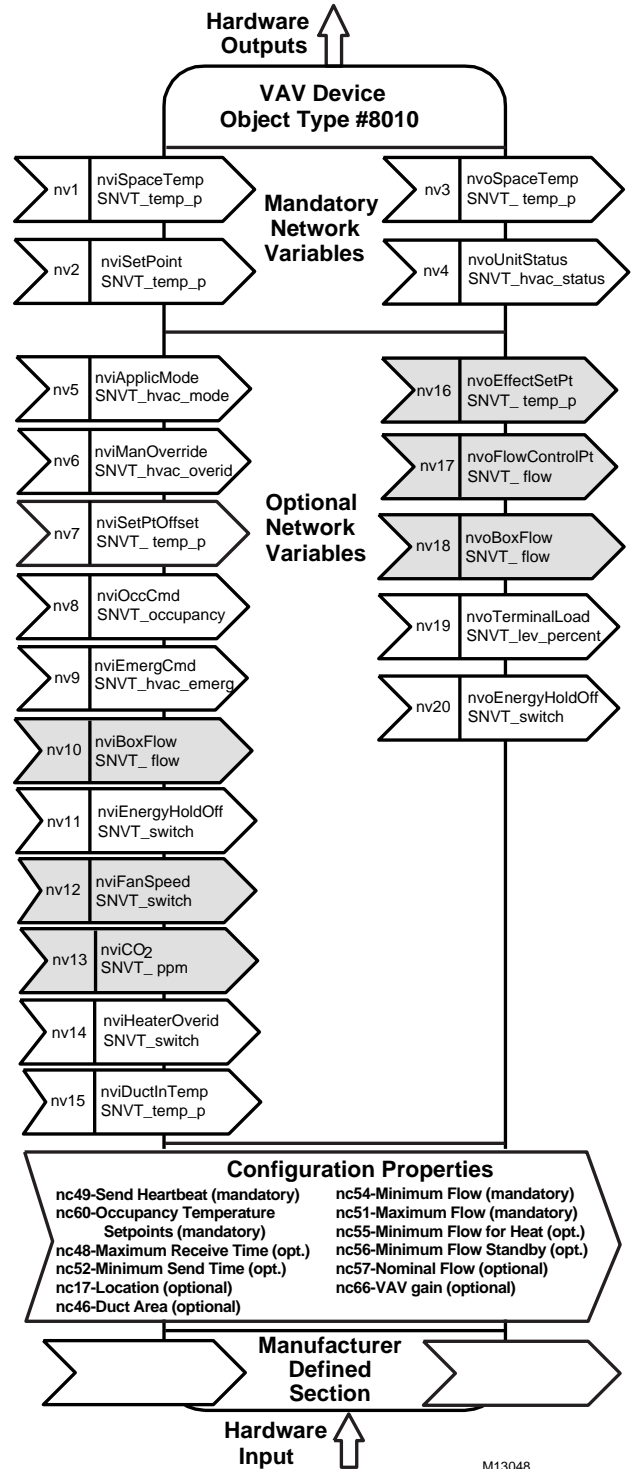 Hardware
Outputs
VAV Device
Object Type #8010
nv1
nviSpaceTemp
SNVT_temp_p
nv2
nviSetPoint
SNVT_temp_p
Mandatory
Network
Variables
nv3
nvoSpaceTemp
SNVT_ temp_p
nv4
nvoUnitStatus
SNVT_hvac_status
nv5
nviApplicMode
SNVT_hvac_mode
nv6
nviManOverride
SNVT_hvac_overid
nv7
nviSetPtOffset
SNVT_ temp_p
nv8
nviOccCmd
SNVT_occupancy
nv9
nviEmergCmd
SNVT_hvac_emerg
nv10
nviBoxFlow
SNVT_ flow
nv11
nviEnergyHoldOff
SNVT_switch
nv12
nviFanSpeed
SNVT_switch
nv13
nviCO2
SNVT_ ppm
nv14
nviHeaterOverid
SNVT_switch
nv15
nviDuctInTemp
SNVT_temp_p
Optional
Network
Variables
nv16
nvoEffectSetPt
SNVT_ temp_p
nv17
nvoFlowControlPt
SNVT_ flow
nv18
nvoBoxFlow
SNVT_ flow
nv19
nvoTerminalLoad
SNVT_lev_percent
nv20
nvoEnergyHoldOff
SNVT_switch
Configuration Properties
nc49-Send Heartbeat (mandatory)
nc60-Occupancy Temperature
Setpoints (mandatory)
nc48-Maximum Receive Time (opt.)
nc52-Minimum Send Time (opt.)
nc17-Location (optional)
nc46-Duct Area (optional)
nc54-Minimum Flow (mandatory)
nc51-Maximum Flow (mandatory)
nc55-Minimum Flow for Heat (opt.)
nc56-Minimum Flow Standby (opt.)
nc57-Nominal Flow (optional)
nc66-VAV gain (optional)
Manufacturer
Defined
Section
Hardware
Input
M13048